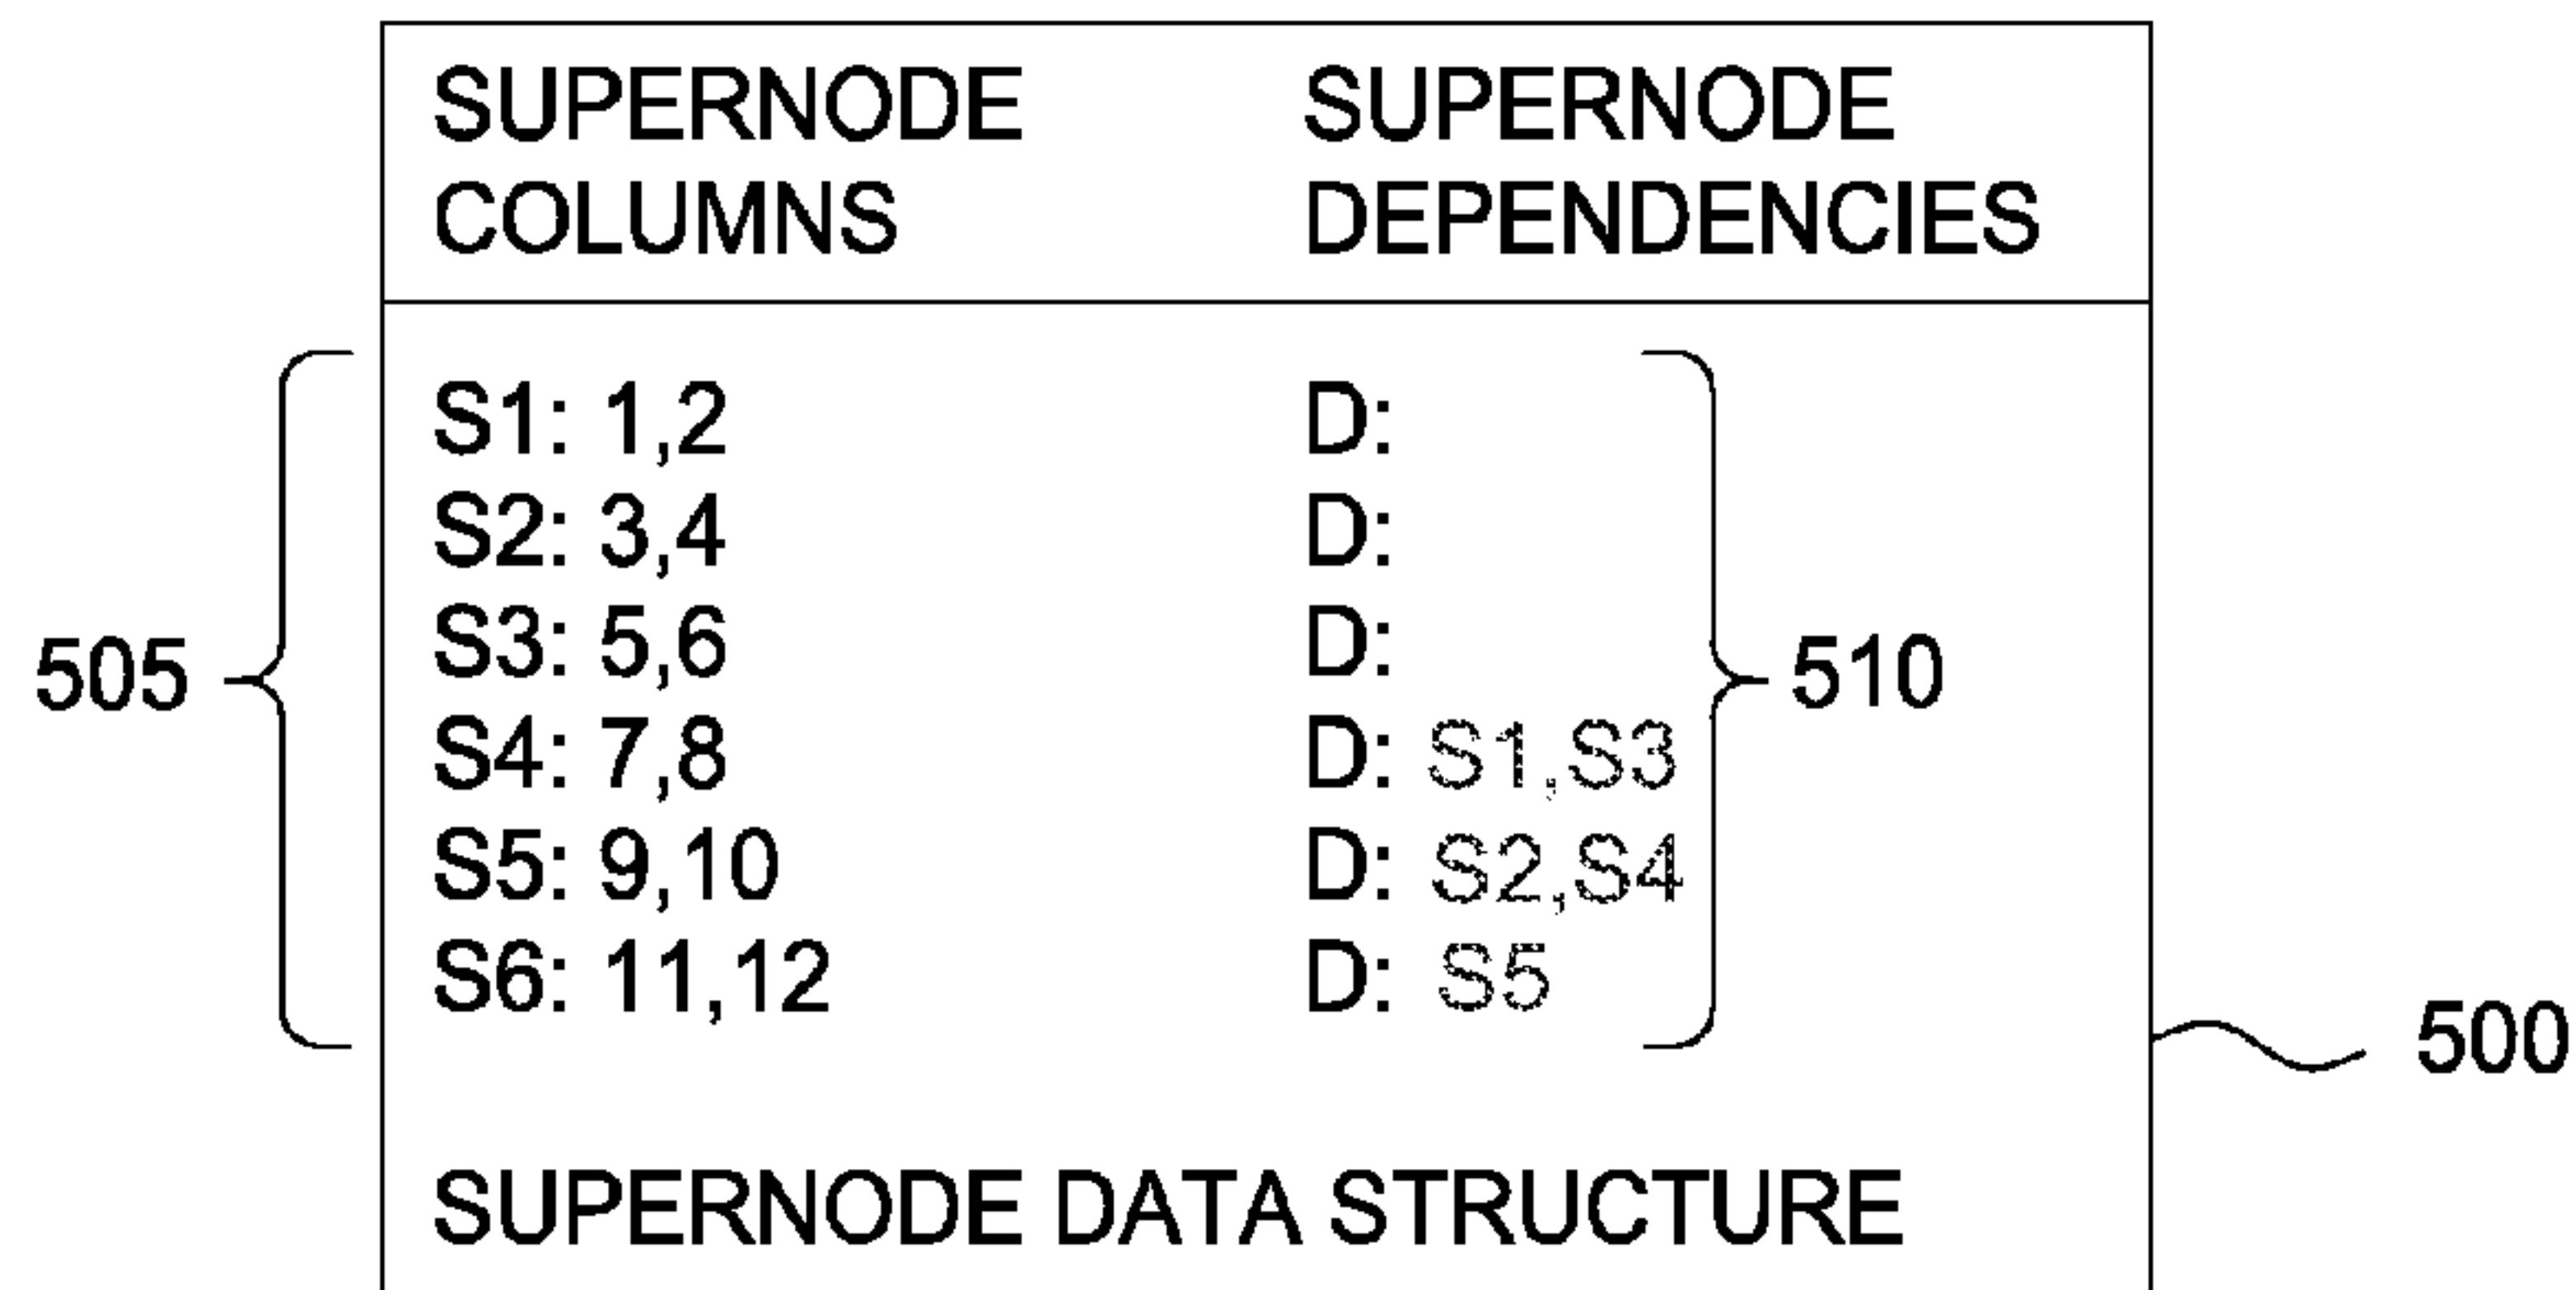 SUPERNODE COLUMNS
SUPERNODE DEPENDENCIES
S1: 1,2 D:
S2: 3,4 D:
S3: 5,6 D:
S4: 7,8 D: S1,S3
S5: 9,10 D: S2,S4
S6: 11,12 D: S5
505
510
500
SUPERNODE DATA STRUCTURE